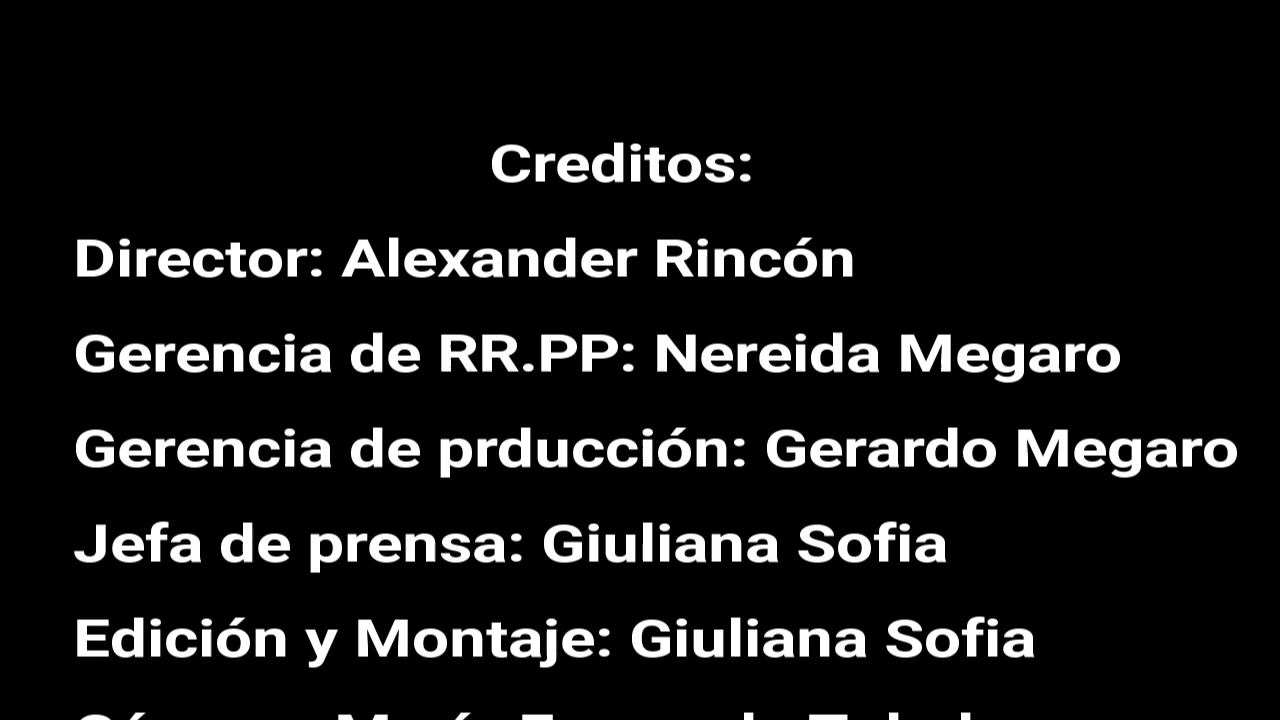 Creditos:
Director: Alexander Rincón
Gerencia de RR.PP: Nereida Megaro
Gerencia de prducción: Gerardo Megaro
Jefa de prensa: Giuliana Sofia
Edición y Montaje: Giuliana Sofia